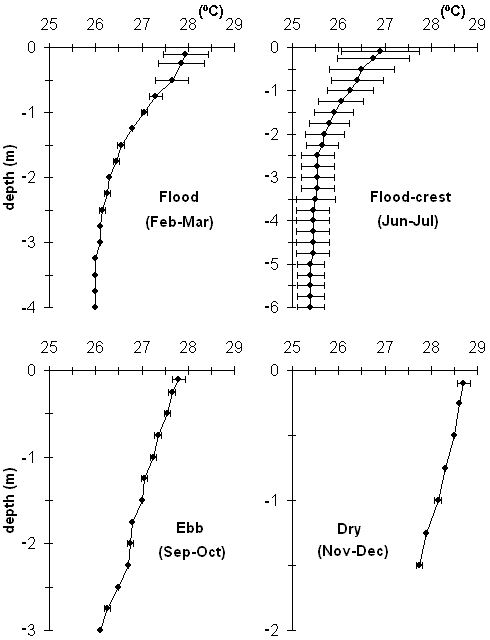 (ºC) (ºC)
25 26 27 28 29 25 26 27 28 29
0 0
-1 -1
-2 -2
-3 -3
-4 -4
-5
-6
depth (m)
Flood
(Feb-Mar)
Flood-crest
(Jun-Jul)
25 26 27 28 29 25 26 27 28 29
0 0
-1 -1
-2 -2
-3
depth (m)
Ebb
(Sep-Oct)
Dry
(Nov-Dec)